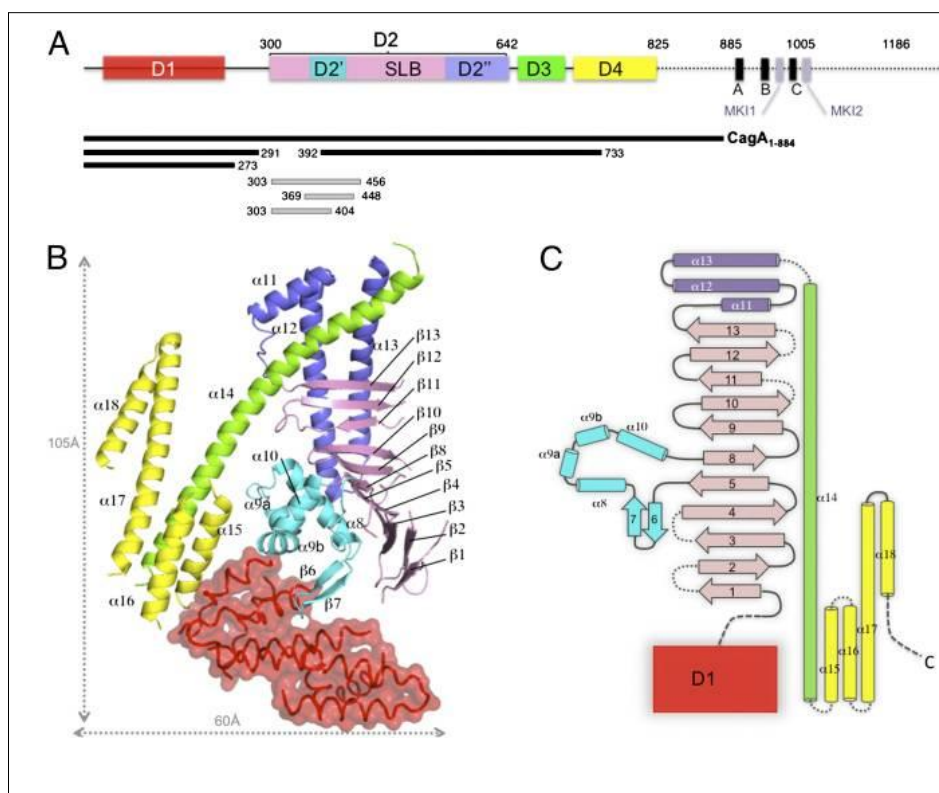 A
D2
300 642 825 885 1005 1186
D1 D2' SLB D2'' D3 D4
A B C
MKI1 MKI2
CagA1-884
291 392 733
273
303 456
369 448
303 404
B
α11
α12
α13
β13
β12
β11
α14
α18
β10
β9
105Å
α10
β8
β5
α9a
β4
α17
α15
α8
β3
β2
α9b
β1
β6
α16
β7
60Å
C
α13
α12
α11
13
12
11
10
α9b
α10
9
α9a
8
5
α8
7 6
4
α14
3
2
α18
1
α17
α15 α16
C
D1